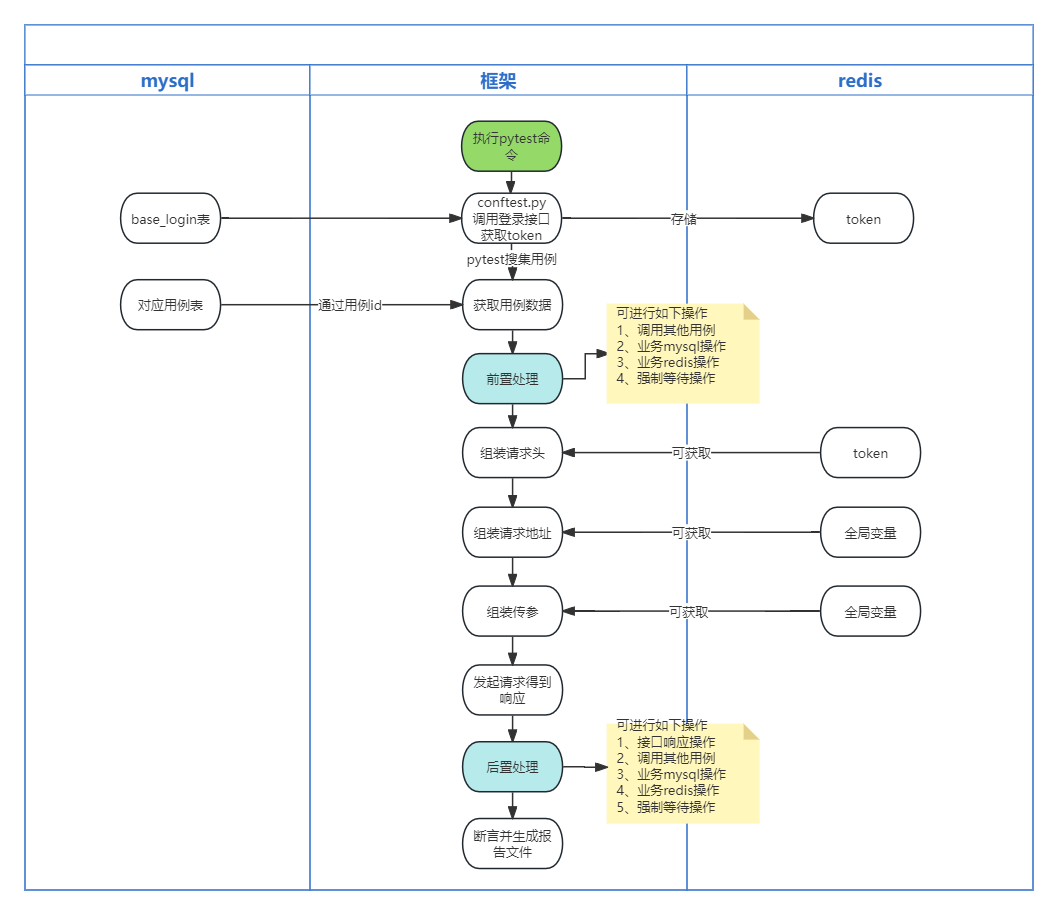 mysql
框架
redis
执行pytest命
令
base_login表
conftest.py
调用登录接口
获取token
存储
token
pytest搜集用例
对应用例表
通过用例id
获取用例数据
可进行如下操作
1、调用其他用例
2、业务mysql操作
3、业务redis操作
4、强制等待操作
前置处理
组装请求头
可获取
token
组装请求地址
可获取
全局变量
组装传参
可获取
全局变量
发起请求得到
响应
可进行如下操作
1、接口响应操作
2、调用其他用例
3、业务mysql操作
4、业务redis操作
5、强制等待操作
后置处理
断言并生成报
告文件